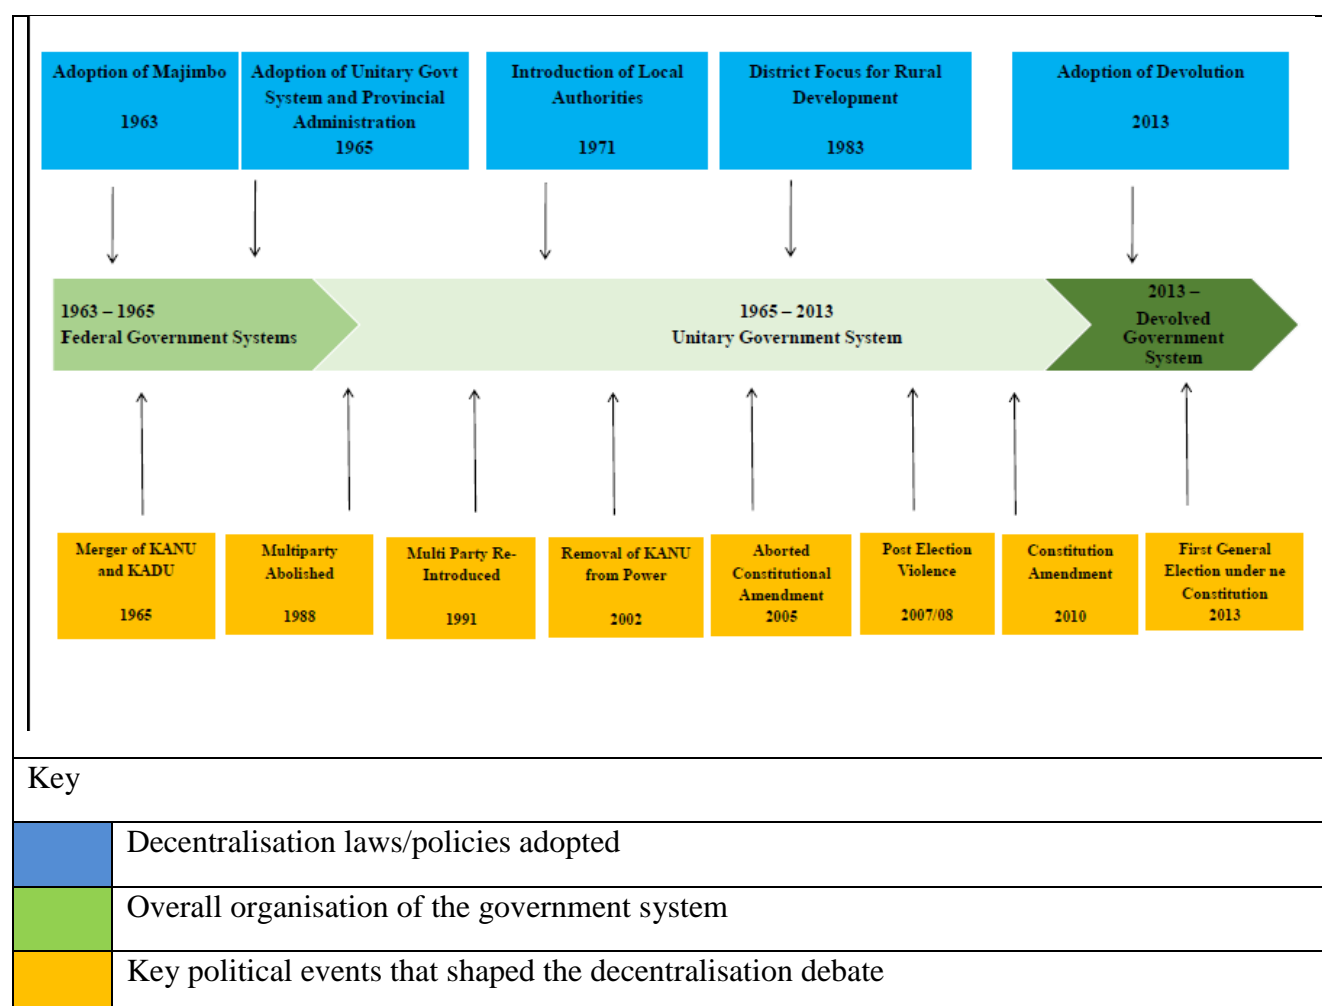 Adoption of Majimbo
1963
Adoption of Unitary Govt
System and Provincial
Administration
1965
Introduction of Local
Authorities
1971
District Focus for Rural
Development
1983
Adoption of Devolution
2013
1963 – 1965
Federal Government Systems
1965 – 2013
Unitary Government System
2013 –
Devolved
Government
System
Merger of KANU
and KADU
1965
Multiparty
Abolished
1988
Multi Party Re-
Introduced
1991
Removal of KANU
from Power
2002
Aborted
Constitutional
Amendment
2005
Post Election
Violence
2007/08
Constitution
Amendment
2010
First General
Election under ne
Constitution
2013
Key
Decentralisation laws/policies adopted
Overall organisation of the government system
Key political events that shaped the decentralisation debate